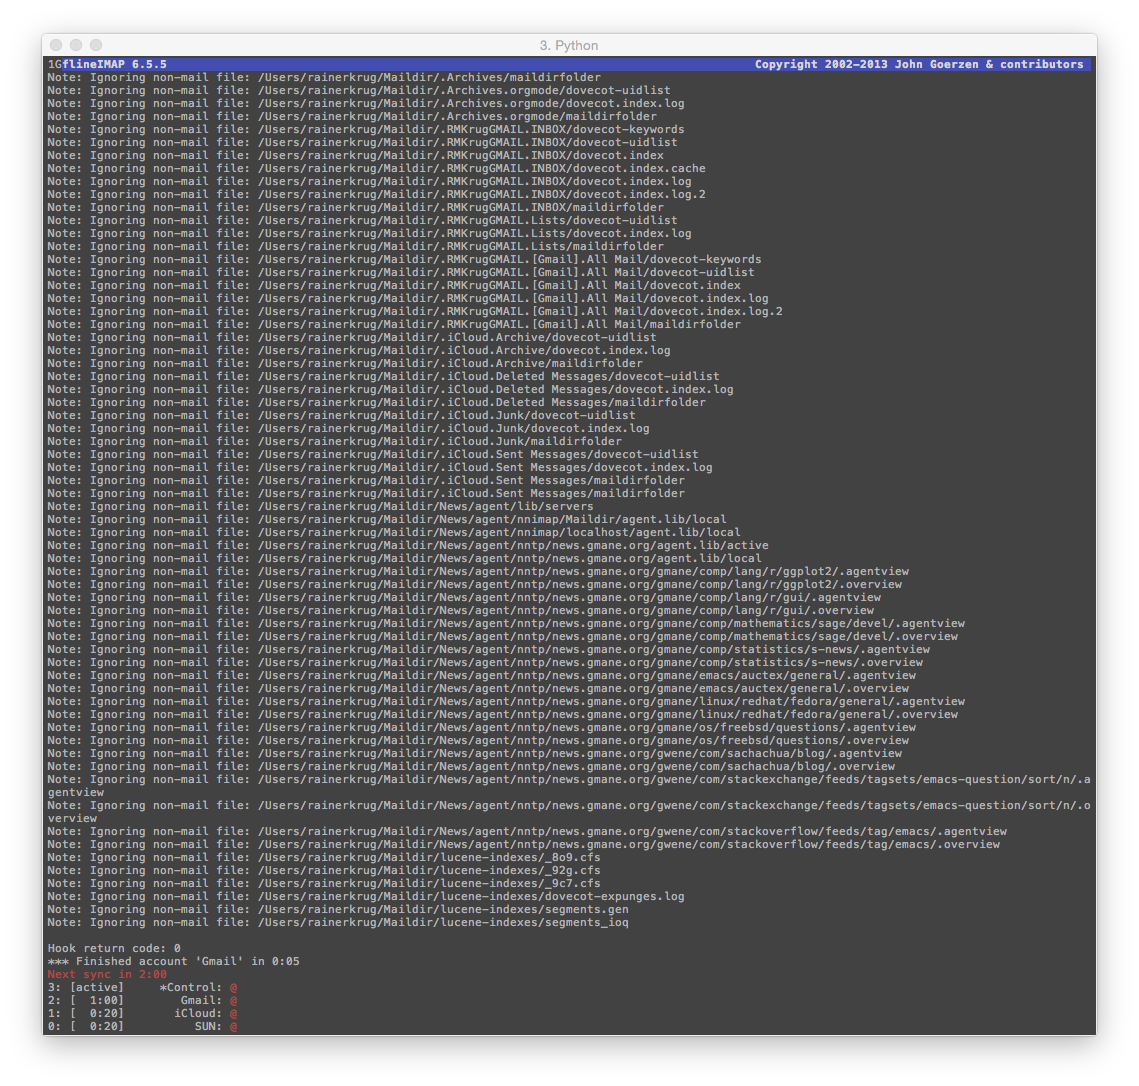 3. Python
1GflineIMAP 6.5.5 Copyright 2002-2013 John Goerzen & contributors
Note: Ignoring non-mail file: /Users/rainerkrug/Maildir/.Archives/maildirfolder
Note: Ignoring non-mail file: /Users/rainerkrug/Maildir/.Archives.orgmode/dovecot-uidlist
Note: Ignoring non-mail file: /Users/rainerkrug/Maildir/.Archives.orgmode/dovecot.index.log
Note: Ignoring non-mail file: /Users/rainerkrug/Maildir/.Archives.orgmode/maildirfolder
Note: Ignoring non-mail file: /Users/rainerkrug/Maildir/.RMKrugGMAIL.INBOX/dovecot-keywords
Note: Ignoring non-mail file: /Users/rainerkrug/Maildir/.RMKrugGMAIL.INBOX/dovecot-uidlist
Note: Ignoring non-mail file: /Users/rainerkrug/Maildir/.RMKrugGMAIL.INBOX/dovecot.index
Note: Ignoring non-mail file: /Users/rainerkrug/Maildir/.RMKrugGMAIL.INBOX/dovecot.index.cache
Note: Ignoring non-mail file: /Users/rainerkrug/Maildir/.RMKrugGMAIL.INBOX/dovecot.index.log
Note: Ignoring non-mail file: /Users/rainerkrug/Maildir/.RMKrugGMAIL.INBOX/dovecot.index.log.2
Note: Ignoring non-mail file: /Users/rainerkrug/Maildir/.RMKrugGMAIL.INBOX/maildirfolder
Note: Ignoring non-mail file: /Users/rainerkrug/Maildir/.RMKrugGMAIL.Lists/dovecot-uidlist
Note: Ignoring non-mail file: /Users/rainerkrug/Maildir/.RMKrugGMAIL.Lists/dovecot.index.log
Note: Ignoring non-mail file: /Users/rainerkrug/Maildir/.RMKrugGMAIL.Lists/maildirfolder
Note: Ignoring non-mail file: /Users/rainerkrug/Maildir/.RMKrugGMAIL.[Gmail].All Mail/dovecot-keywords
Note: Ignoring non-mail file: /Users/rainerkrug/Maildir/.RMKrugGMAIL.[Gmail].All Mail/dovecot-uidlist
Note: Ignoring non-mail file: /Users/rainerkrug/Maildir/.RMKrugGMAIL.[Gmail].All Mail/dovecot.index
Note: Ignoring non-mail file: /Users/rainerkrug/Maildir/.RMKrugGMAIL.[Gmail].All Mail/dovecot.index.log
Note: Ignoring non-mail file: /Users/rainerkrug/Maildir/.RMKrugGMAIL.[Gmail].All Mail/dovecot.index.log.2
Note: Ignoring non-mail file: /Users/rainerkrug/Maildir/.RMKrugGMAIL.[Gmail].All Mail/maildirfolder
Note: Ignoring non-mail file: /Users/rainerkrug/Maildir/.iCloud.Archive/dovecot-uidlist
Note: Ignoring non-mail file: /Users/rainerkrug/Maildir/.iCloud.Archive/dovecot.index.log
Note: Ignoring non-mail file: /Users/rainerkrug/Maildir/.iCloud.Archive/maildirfolder
Note: Ignoring non-mail file: /Users/rainerkrug/Maildir/.iCloud.Deleted Messages/dovecot-uidlist
Note: Ignoring non-mail file: /Users/rainerkrug/Maildir/.iCloud.Deleted Messages/dovecot.index.log
Note: Ignoring non-mail file: /Users/rainerkrug/Maildir/.iCloud.Deleted Messages/maildirfolder
Note: Ignoring non-mail file: /Users/rainerkrug/Maildir/.iCloud.Junk/dovecot-uidlist
Note: Ignoring non-mail file: /Users/rainerkrug/Maildir/.iCloud.Junk/dovecot.index.log
Note: Ignoring non-mail file: /Users/rainerkrug/Maildir/.iCloud.Junk/maildirfolder
Note: Ignoring non-mail file: /Users/rainerkrug/Maildir/.iCloud.Sent Messages/dovecot-uidlist
Note: Ignoring non-mail file: /Users/rainerkrug/Maildir/.iCloud.Sent Messages/dovecot.index.log
Note: Ignoring non-mail file: /Users/rainerkrug/Maildir/.iCloud.Sent Messages/maildirfolder
Note: Ignoring non-mail file: /Users/rainerkrug/Maildir/.iCloud.Sent Messages/maildirfolder
Note: Ignoring non-mail file: /Users/rainerkrug/Maildir/News/agent/lib/servers
Note: Ignoring non-mail file: /Users/rainerkrug/Maildir/News/agent/nnimap/Maildir/agent.lib/local
Note: Ignoring non-mail file: /Users/rainerkrug/Maildir/News/agent/nnimap/localhost/agent.lib/local
Note: Ignoring non-mail file: /Users/rainerkrug/Maildir/News/agent/nntp/news.gmane.org/agent.lib/active
Note: Ignoring non-mail file: /Users/rainerkrug/Maildir/News/agent/nntp/news.gmane.org/agent.lib/local
Note: Ignoring non-mail file: /Users/rainerkrug/Maildir/News/agent/nntp/news.gmane.org/gmane/comp/lang/r/ggplot2/.agentview
Note: Ignoring non-mail file: /Users/rainerkrug/Maildir/News/agent/nntp/news.gmane.org/gmane/comp/lang/r/ggplot2/.overview
Note: Ignoring non-mail file: /Users/rainerkrug/Maildir/News/agent/nntp/news.gmane.org/gmane/comp/lang/r/gui/.agentview
Note: Ignoring non-mail file: /Users/rainerkrug/Maildir/News/agent/nntp/news.gmane.org/gmane/comp/lang/r/gui/.overview
Note: Ignoring non-mail file: /Users/rainerkrug/Maildir/News/agent/nntp/news.gmane.org/gmane/comp/mathematics/sage/devel/.agentview
Note: Ignoring non-mail file: /Users/rainerkrug/Maildir/News/agent/nntp/news.gmane.org/gmane/comp/mathematics/sage/devel/.overview
Note: Ignoring non-mail file: /Users/rainerkrug/Maildir/News/agent/nntp/news.gmane.org/gmane/comp/statistics/s-news/.agentview
Note: Ignoring non-mail file: /Users/rainerkrug/Maildir/News/agent/nntp/news.gmane.org/gmane/comp/statistics/s-news/.overview
Note: Ignoring non-mail file: /Users/rainerkrug/Maildir/News/agent/nntp/news.gmane.org/gmane/emacs/auctex/general/.agentview
Note: Ignoring non-mail file: /Users/rainerkrug/Maildir/News/agent/nntp/news.gmane.org/gmane/emacs/auctex/general/.overview
Note: Ignoring non-mail file: /Users/rainerkrug/Maildir/News/agent/nntp/news.gmane.org/gmane/linux/redhat/fedora/general/.agentview
Note: Ignoring non-mail file: /Users/rainerkrug/Maildir/News/agent/nntp/news.gmane.org/gmane/linux/redhat/fedora/general/.overview
Note: Ignoring non-mail file: /Users/rainerkrug/Maildir/News/agent/nntp/news.gmane.org/gmane/os/freebsd/questions/.agentview
Note: Ignoring non-mail file: /Users/rainerkrug/Maildir/News/agent/nntp/news.gmane.org/gmane/os/freebsd/questions/.overview
Note: Ignoring non-mail file: /Users/rainerkrug/Maildir/News/agent/nntp/news.gmane.org/gwene/com/sachachua/blog/.agentview
Note: Ignoring non-mail file: /Users/rainerkrug/Maildir/News/agent/nntp/news.gmane.org/gwene/com/sachachua/blog/.overview
Note: Ignoring non-mail file: /Users/rainerkrug/Maildir/News/agent/nntp/news.gmane.org/gwene/com/stackexchange/feeds/tagsets/emacs-question/sort/n/.a
gentview
Note: Ignoring non-mail file: /Users/rainerkrug/Maildir/News/agent/nntp/news.gmane.org/gwene/com/stackexchange/feeds/tagsets/emacs-question/sort/n/.o
verview
Note: Ignoring non-mail file: /Users/rainerkrug/Maildir/News/agent/nntp/news.gmane.org/gwene/com/stackoverflow/feeds/tag/emacs/.agentview
Note: Ignoring non-mail file: /Users/rainerkrug/Maildir/News/agent/nntp/news.gmane.org/gwene/com/stackoverflow/feeds/tag/emacs/.overview
Note: Ignoring non-mail file: /Users/rainerkrug/Maildir/lucene-indexes/_8o9.cfs
Note: Ignoring non-mail file: /Users/rainerkrug/Maildir/lucene-indexes/_92g.cfs
Note: Ignoring non-mail file: /Users/rainerkrug/Maildir/lucene-indexes/_9c7.cfs
Note: Ignoring non-mail file: /Users/rainerkrug/Maildir/lucene-indexes/dovecot-expunges.log
Note: Ignoring non-mail file: /Users/rainerkrug/Maildir/lucene-indexes/segments.gen
Note: Ignoring non-mail file: /Users/rainerkrug/Maildir/lucene-indexes/segments_ioq
Hook return code: 0
*** Finished account 'Gmail' in 0:05
Next sync in 2:00
3: [active] *Control: @
2: [ 1:00] Gmail: @
1: [ 0:20] iCloud: @
0: [ 0:20] SUN: @